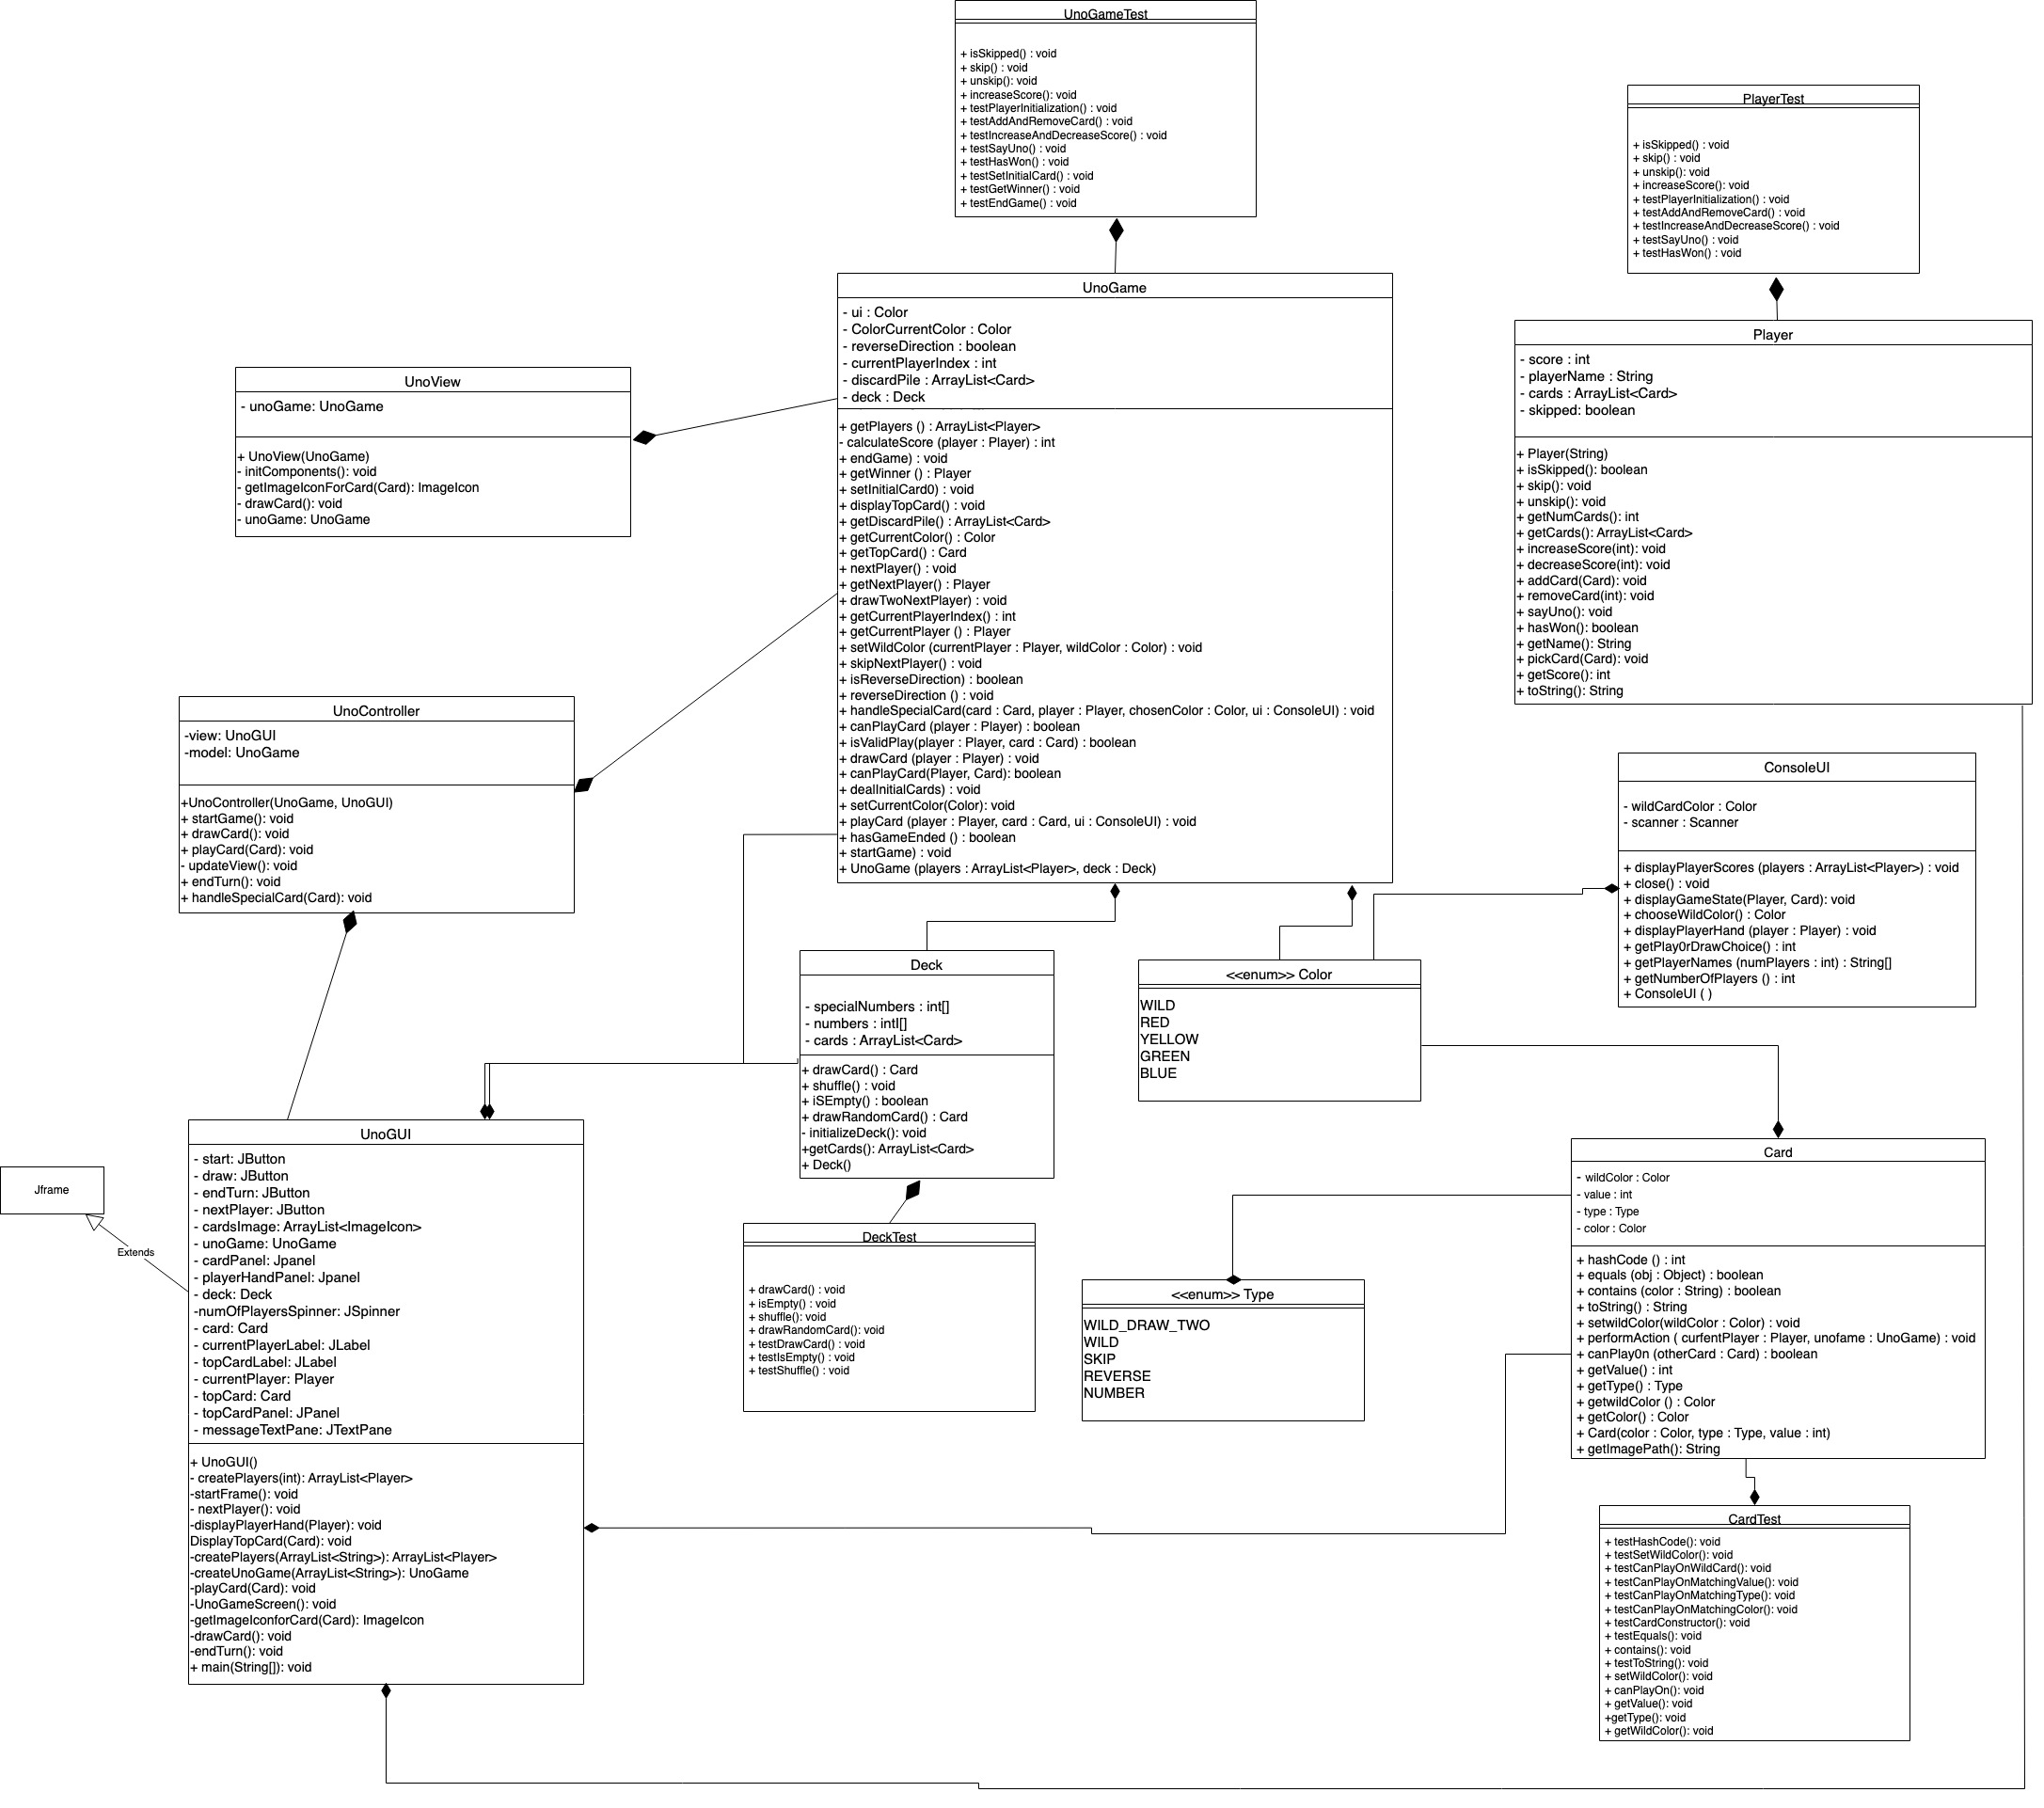 UnoGameTest
+ isSkipped() : void
+ skip() : void
+ unskip(): void
+ increaseScore(): void
+ testPlayerInitialization() : void
+ testAddAndRemoveCard() : void
+ testIncreaseAndDecreaseScore() : void
+ testSayUno() : void
+ testHasWon() : void
+ testSetInitialCard() : void
+ testGetWinner() : void
+ testEndGame() : void
PlayerTest
+ isSkipped() : void
+ skip() : void
+ unskip(): void
+ increaseScore(): void
+ testPlayerInitialization() : void
+ testAddAndRemoveCard() : void
+ testIncreaseAndDecreaseScore() : void
+ testSayUno() : void
+ testHasWon() : void
UnoGame
- ui : Color
- ColorCurrentColor : Color
- reverseDirection : boolean
- currentPlayerIndex : int
- discardPile : ArrayList<Card>
- deck : Deck
+ getPlayers () : ArrayList<Player>
- calculateScore (player : Player) : int
+ endGame) : void
+ getWinner () : Player
+ setInitialCard0) : void
+ displayTopCard() : void
+ getDiscardPile() : ArrayList<Card>
+ getCurrentColor() : Color
+ getTopCard() : Card
+ nextPlayer() : void
+ getNextPlayer() : Player
+ drawTwoNextPlayer) : void
+ getCurrentPlayerIndex() : int
+ getCurrentPlayer () : Player
+ setWildColor (currentPlayer : Player, wildColor : Color) : void
+ skipNextPlayer() : void
+ isReverseDirection) : boolean
+ reverseDirection () : void
+ handleSpecialCard(card : Card, player : Player, chosenColor : Color, ui : ConsoleUI) : void
+ canPlayCard (player : Player) : boolean
+ isValidPlay(player : Player, card : Card) : boolean
+ drawCard (player : Player) : void
+ canPlayCard(Player, Card): boolean
+ dealInitialCards) : void
+ setCurrentColor(Color): void
+ playCard (player : Player, card : Card, ui : ConsoleUI) : void
+ hasGameEnded () : boolean
+ startGame) : void
+ UnoGame (players : ArrayList<Player>, deck : Deck)
Player
- score : int
- playerName : String
- cards : ArrayList<Card>
- skipped: boolean
+ Player(String)
+ isSkipped(): boolean
+ skip(): void
+ unskip(): void
+ getNumCards(): int
+ getCards(): ArrayList<Card>
+ increaseScore(int): void
+ decreaseScore(int): void
+ addCard(Card): void
+ removeCard(int): void
+ sayUno(): void
+ hasWon(): boolean
+ getName(): String
+ pickCard(Card): void
+ getScore(): int
+ toString(): String
UnoView
- unoGame: UnoGame
+ UnoView(UnoGame)
- initComponents(): void
- getImageIconForCard(Card): ImageIcon
- drawCard(): void
- unoGame: UnoGame
UnoController
-view: UnoGUI
-model: UnoGame
+UnoController(UnoGame, UnoGUI)
+ startGame(): void
+ drawCard(): void
+ playCard(Card): void
- updateView(): void
+ endTurn(): void
+ handleSpecialCard(Card): void
ConsoleUI
- wildCardColor : Color
- scanner : Scanner
+ displayPlayerScores (players : ArrayList<Player>) : void
+ close() : void
+ displayGameState(Player, Card): void
+ chooseWildColor() : Color
+ displayPlayerHand (player : Player) : void
+ getPlay0rDrawChoice() : int
+ getPlayerNames (numPlayers : int) : String[]
+ getNumberOfPlayers () : int
+ ConsoleUI ( )
Deck
- specialNumbers : int[]
- numbers : intI[]
- cards : ArrayList<Card>
+ drawCard() : Card
+ shuffle() : void
+ iSEmpty() : boolean
+ drawRandomCard() : Card
- initializeDeck(): void
+getCards(): ArrayList<Card>
+ Deck()
<<enum>> Color
WILD
RED
YELLOW
GREEN
BLUE
UnoGUI
- start: JButton
- draw: JButton
- endTurn: JButton
- nextPlayer: JButton
- cardsImage: ArrayList<ImageIcon>
- unoGame: UnoGame
- cardPanel: Jpanel
- playerHandPanel: Jpanel
- deck: Deck
-numOfPlayersSpinner: JSpinner
- card: Card
- currentPlayerLabel: JLabel
- topCardLabel: JLabel
- currentPlayer: Player
- topCard: Card
- topCardPanel: JPanel
- messageTextPane: JTextPane
+ UnoGUI()
- createPlayers(int): ArrayList<Player>
-startFrame(): void
- nextPlayer(): void
-displayPlayerHand(Player): void
DisplayTopCard(Card): void
-createPlayers(ArrayList<String>): ArrayList<Player>
-createUnoGame(ArrayList<String>): UnoGame
-playCard(Card): void
-UnoGameScreen(): void
-getImageIconforCard(Card): ImageIcon
-drawCard(): void
-endTurn(): void
+ main(String[]): void
Jframe
Extends
DeckTest
+ drawCard() : void
+ isEmpty() : void
+ shuffle(): void
+ drawRandomCard(): void
+ testDrawCard() : void
+ testIsEmpty() : void
+ testShuffle() : void
<<enum>> Type
WILD_DRAW_TWO
WILD
SKIP
REVERSE
NUMBER
Card
- wildColor : Color
- value : int
- type : Type
- color : Color
+ hashCode () : int
+ equals (obj : Object) : boolean
+ contains (color : String) : boolean
+ toString() : String
+ setwildColor(wildColor : Color) : void
+ performAction ( curfentPlayer : Player, unofame : UnoGame) : void
+ canPlay0n (otherCard : Card) : boolean
+ getValue() : int
+ getType() : Type
+ getwildColor () : Color
+ getColor() : Color
+ Card(color : Color, type : Type, value : int)
+ getImagePath(): String
CardTest
+ testHashCode(): void
+ testSetWildColor(): void
+ testCanPlayOnWildCard(): void
+ testCanPlayOnMatchingValue(): void
+ testCanPlayOnMatchingType(): void
+ testCanPlayOnMatchingColor(): void
+ testCardConstructor(): void
+ testEquals(): void
+ contains(): void
+ testToString(): void
+ setWildColor(): void
+ canPlayOn(): void
+ getValue(): void
+getType(): void
+ getWildColor(): void